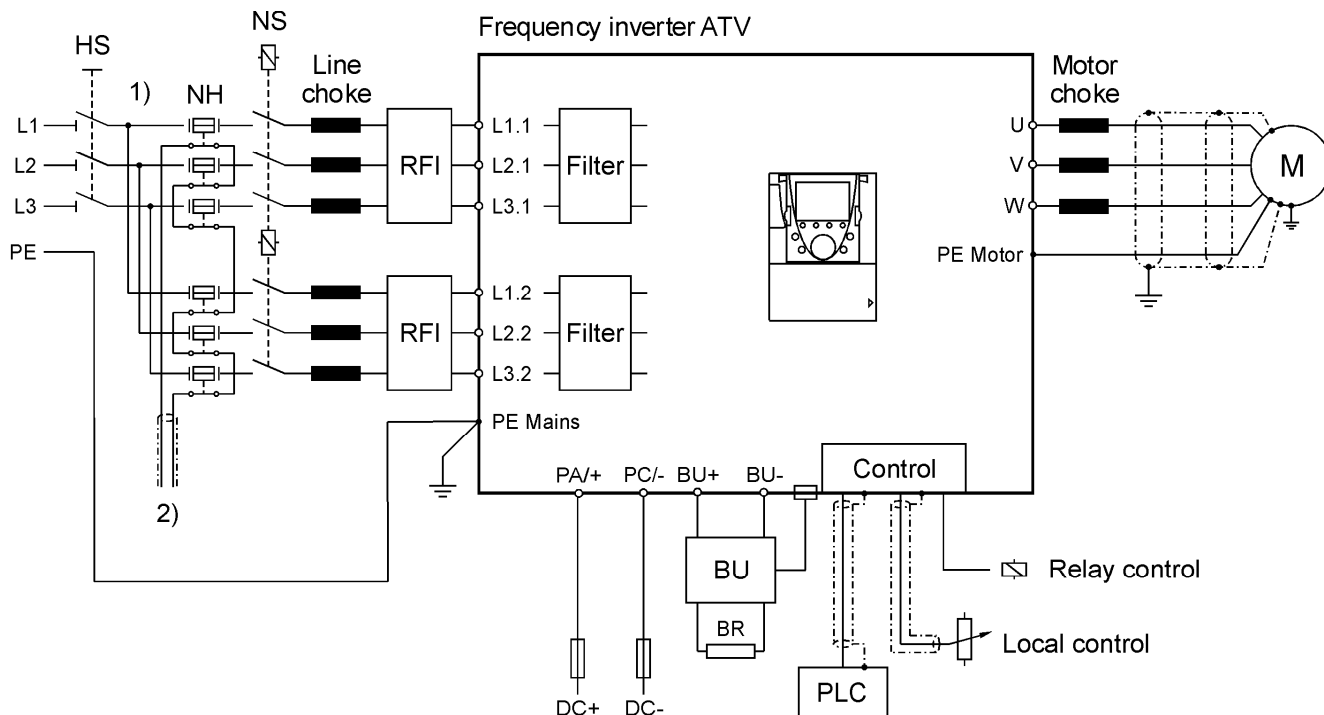 Frequency inverter ATV
HS
NS
1)
NH
Line
choke
Motor
choke
L1
L2
L3
PE
RFI
L1.1
L2.1
L3.1
Filter
U
V
W
PE Motor
M
RFI
L1.2
L2.2
L3.2
Filter
PE Mains
2)
PA/+
PC/-
BU+
BU-
Control
BU
BR
Relay control
Local control
PLC
DC+
DC-